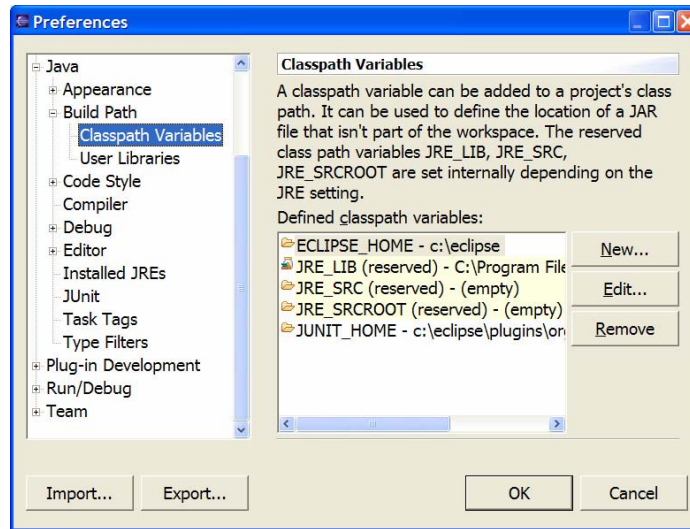 Preferences
Java
Appearance
Build Path
Classpath Variables
User Libraries
Code Style
Compiler
Debug
Editor
Installed JREs
JUnit
Task Tags
Type Filters
Plug-in Development
Run/Debug
Team
Classpath Variables
A classpath variable can be added to a project's class
path. It can be used to define the location of a JAR
file that isn't part of the workspace. The reserved
class path variables JRE_LIB, JRE_SRC,
JRE_SRCROOT are set internally depending on the
JRE setting.
Defined classpath variables:
ECLIPSE_HOME - c:\eclipse
JRE_LIB (reserved) - C:\Program File
JRE_SRC (reserved) - (empty)
JRE_SRCROOT (reserved) - (empty)
JUNIT_HOME - c:\eclipse\plugins\or
New...
Edit...
Remove
Import...
Export...
OK
Cancel